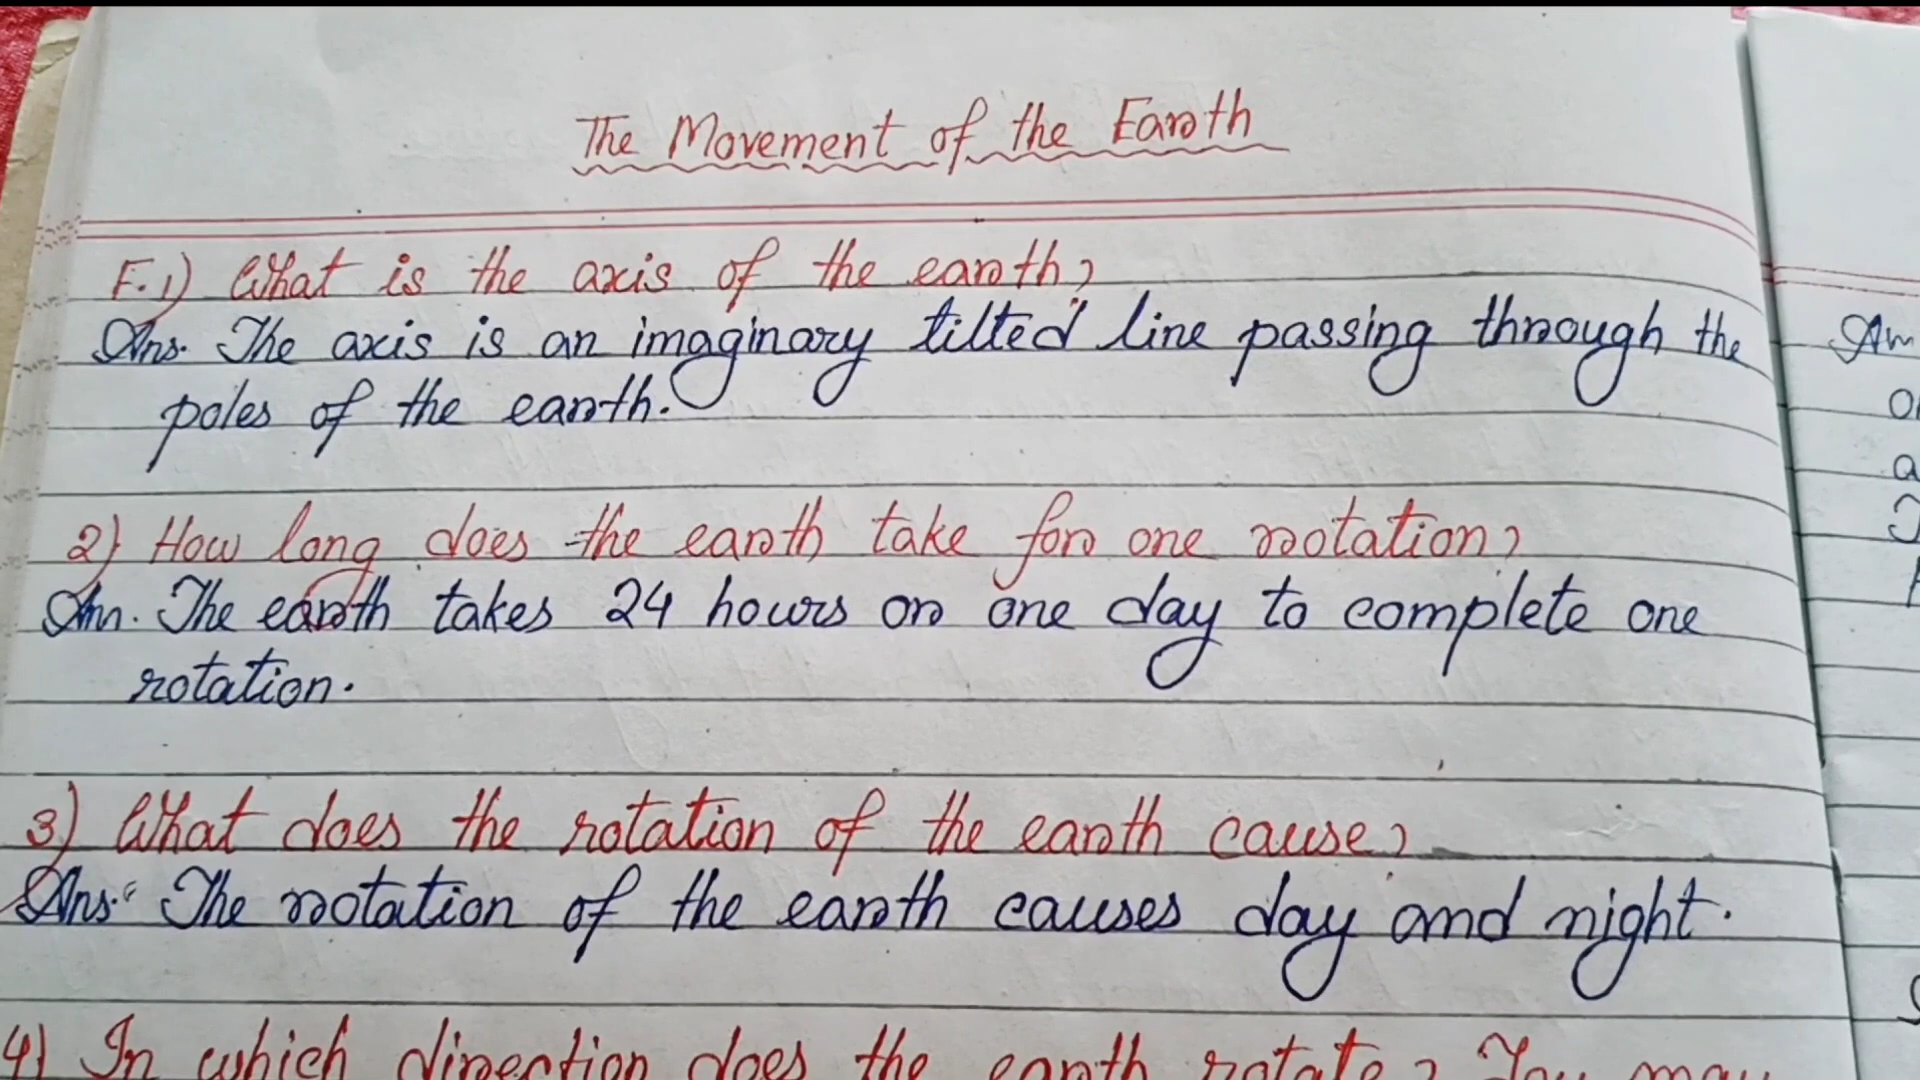 The Movement of the Earth
F.1) What is the axis of the earth?
Ans. The axis is an imaginary tilted line passing through the
poles of the earth.
2) How long does the earth take for one rotation?
An. The earth takes 24 hours or one day to complete one
rotation.
3) What does the rotation of the earth cause?
Ans. The rotation of the earth causes day and night.
4) In which direction does the earth rotate? You may